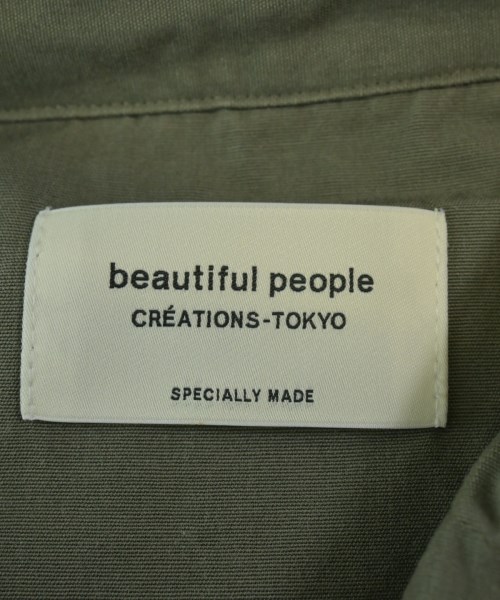 beautiful people
CRÉATIONS-TOKYO
SPECIALLY MADE